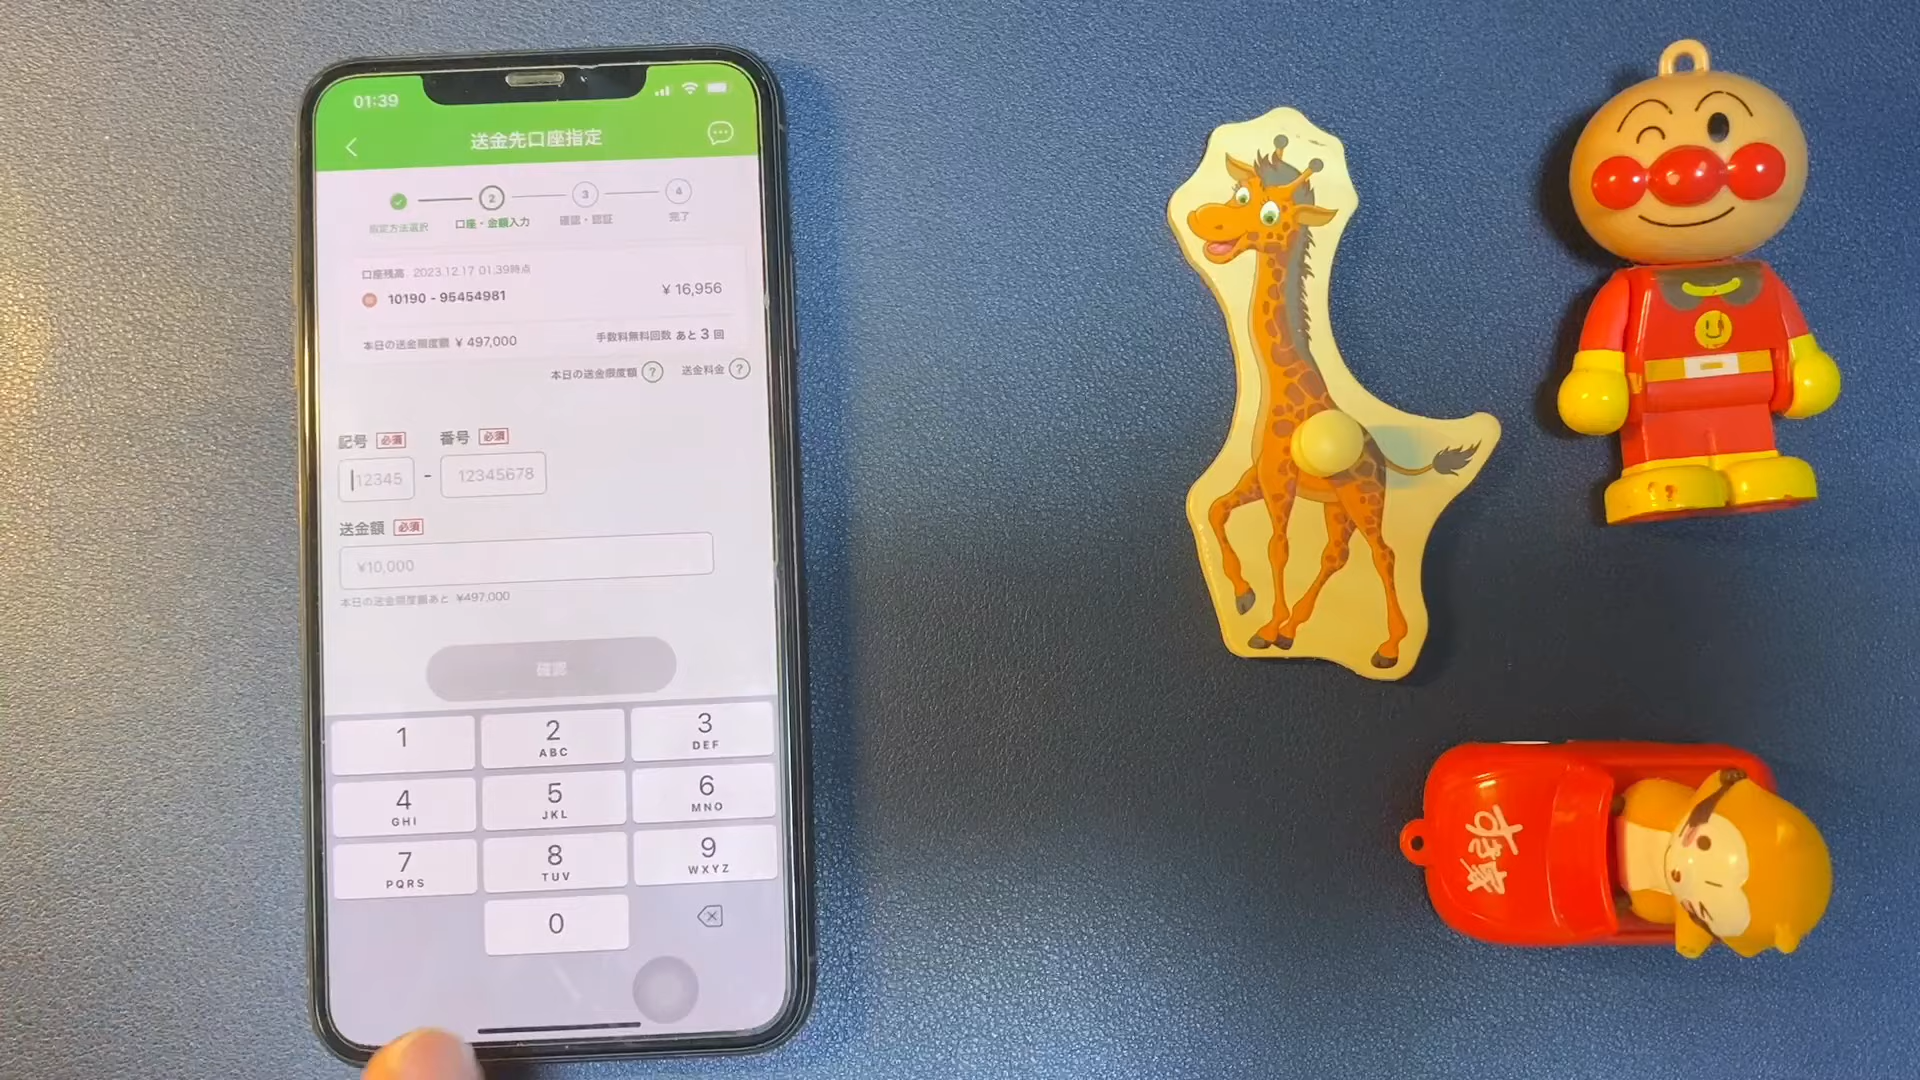 01:39
送金先口座指定
2 3 4
指定方法選択 口座・金額入力 確認・認証 完了
口座残高 2023.12.17 01:39時点
10190 - 95454981 ¥ 16,956
本日の送金限度額 ¥ 497,000 手数料無料回数 あと 3 回
本日の送金限度額 ? 送金料金 ?
記号 必須 番号 必須
12345 - 12345678
送金額 必須
¥10,000
本日の送金限度額あと ¥497,000
確認
1 2 ABC 3 DEF
4 GHI 5 JKL 6 MNO
7 PQRS 8 TUV 9 WXYZ
0
すき家